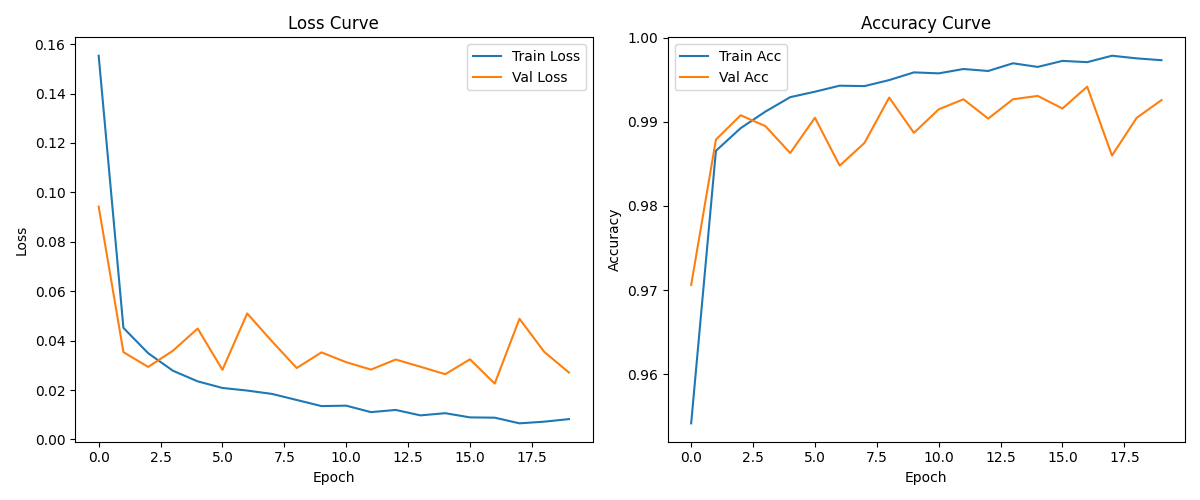 Loss Curve
0.16
0.14
0.12
0.10
0.08
0.06
0.04
0.02
0.00
Loss
Train Loss
Val Loss
0.0 2.5 5.0 7.5 10.0 12.5 15.0 17.5
Epoch
Accuracy Curve
1.00
0.99
0.98
0.97
0.96
Accuracy
Train Acc
Val Acc
0.0 2.5 5.0 7.5 10.0 12.5 15.0 17.5
Epoch